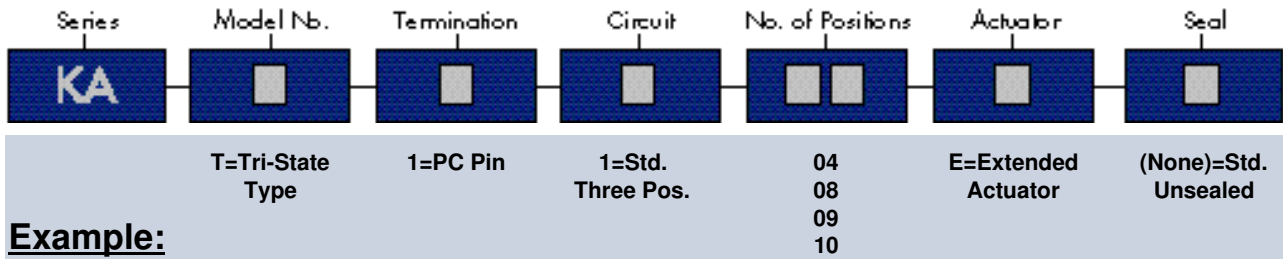 Series Model No. Termination Circuit No. of Positions Actuator Seal
KA
T=Tri-State 1=PC Pin 1=Std. 04 E=Extended (None)=Std.
Type Three Pos. 08 Actuator Unsealed
09
Example: 10